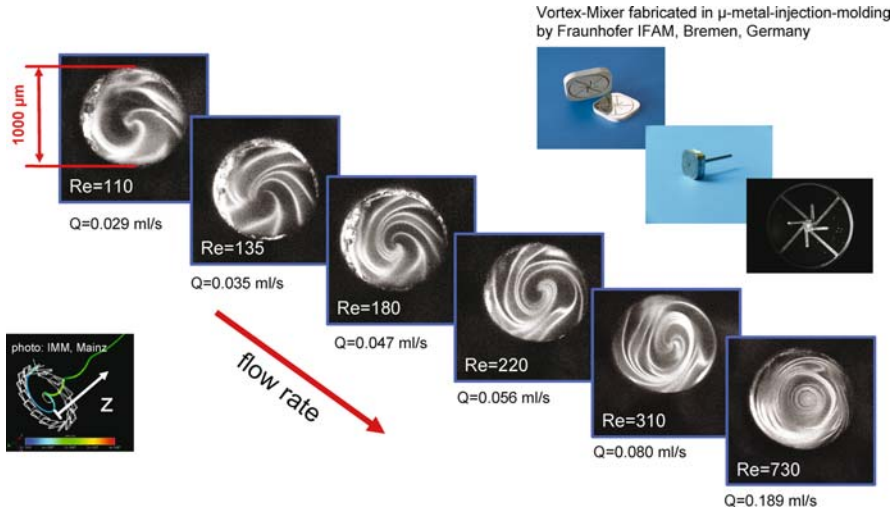 Vortex-Mixer fabricated in µ-metal-injection-molding
by Fraunhofer IFAM, Bremen, Germany
1000 µm
Re=110
Q=0.029 ml/s
Re=135
Q=0.035 ml/s
Re=180
Q=0.047 ml/s
Re=220
Q=0.056 ml/s
Re=310
Q=0.080 ml/s
Re=730
Q=0.189 ml/s
flow rate
photo: IMM, Mainz
Z